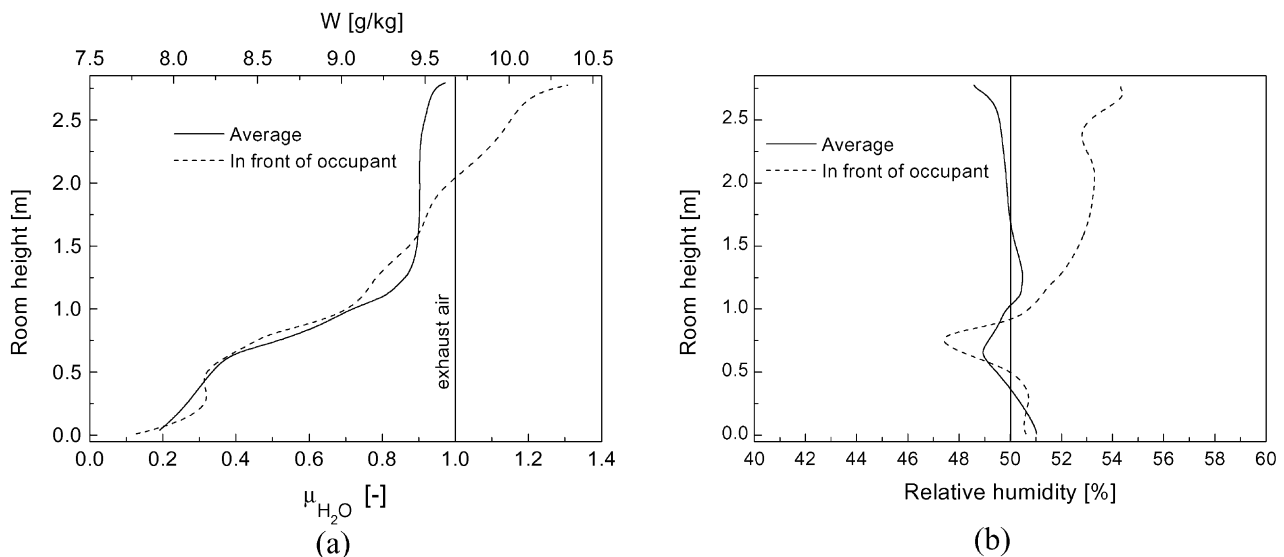 W [g/kg]
7.5 8.0 8.5 9.0 9.5 10.0 10.5
Room height [m]
2.5
2.0
1.5
1.0
0.5
0.0
Average
In front of occupant
exhaust air
0.0 0.2 0.4 0.6 0.8 1.0 1.2 1.4
μH₂O [-]
(a)
Room height [m]
2.5
2.0
1.5
1.0
0.5
0.0
Average
In front of occupant
40 42 44 46 48 50 52 54 56 58 60
Relative humidity [%]
(b)